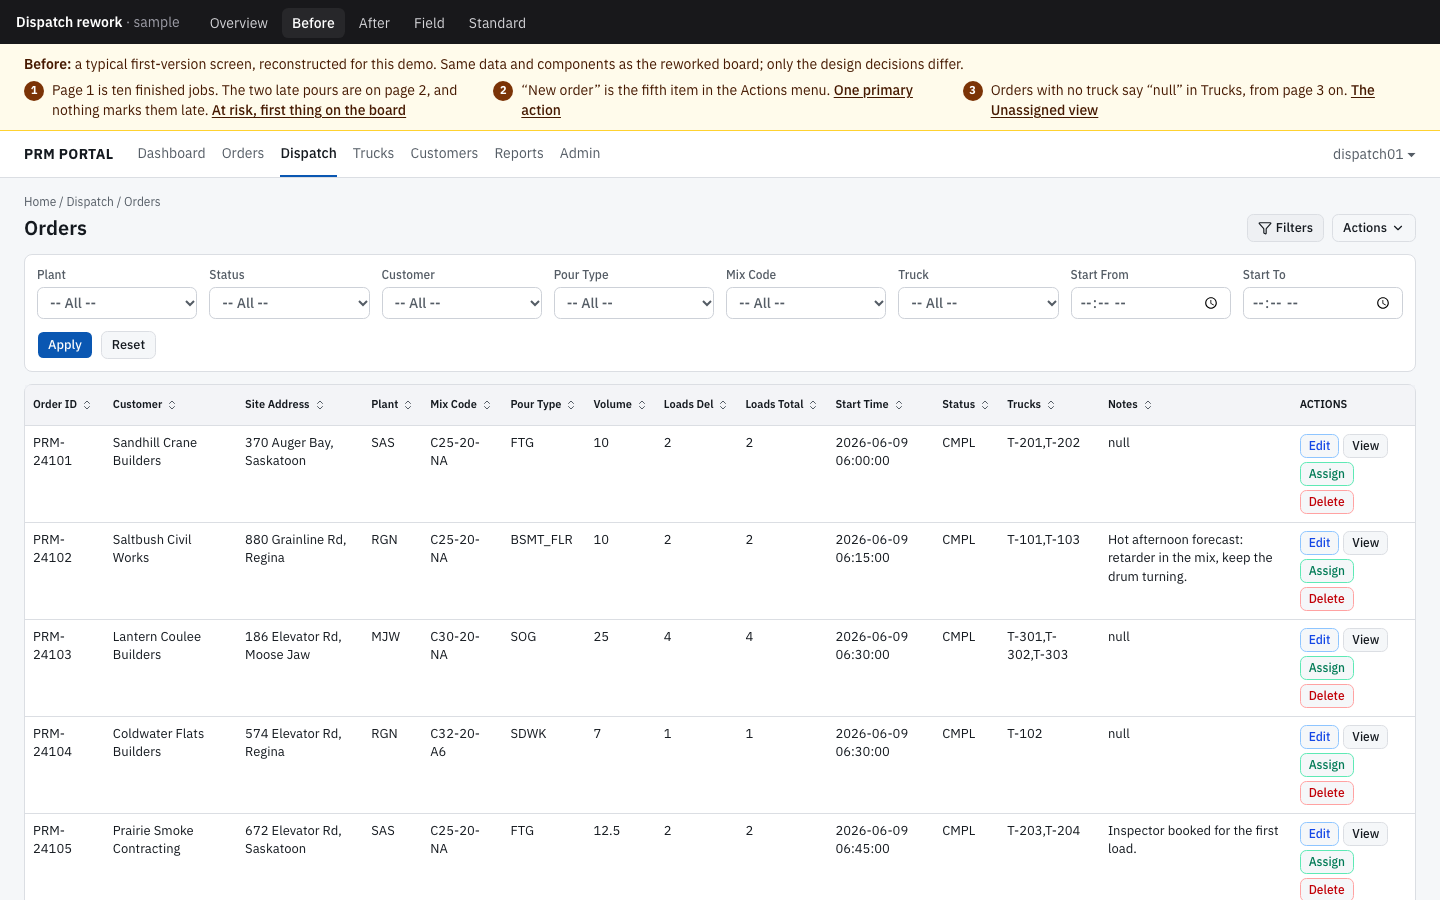 Dispatch rework · sample Overview Before After Field Standard
Before: a typical first-version screen, reconstructed for this demo. Same data and components as the reworked board; only the design decisions differ.
1 Page 1 is ten finished jobs. The two late pours are on page 2, and
nothing marks them late. At risk, first thing on the board
2 “New order” is the fifth item in the Actions menu. One primary
action
3 Orders with no truck say “null” in Trucks, from page 3 on. The
Unassigned view
PRM PORTAL Dashboard Orders Dispatch Trucks Customers Reports Admin dispatch01
Home / Dispatch / Orders
Orders Filters Actions
Plant Status Customer Pour Type Mix Code Truck Start From Start To
-- All -- -- All -- -- All -- -- All -- -- All -- -- All -- --:-- -- --:-- --
Apply Reset
Order ID Customer Site Address Plant Mix Code Pour Type Volume Loads Del Loads Total Start Time Status Trucks Notes ACTIONS
PRM- Sandhill Crane 370 Auger Bay, SAS C25-20- FTG 10 2 2 2026-06-09 CMPL T-201,T-202 null Edit View
24101 Builders Saskatoon NA 06:00:00
Assign
Delete
PRM- Saltbush Civil 880 Grainline Rd, RGN C25-20- BSMT_FLR 10 2 2 2026-06-09 CMPL T-101,T-103 Hot afternoon forecast: Edit View
24102 Works Regina NA 06:15:00 retarder in the mix, keep the
Assign
drum turning.
Delete
PRM- Lantern Coulee 186 Elevator Rd, MJW C30-20- SOG 25 4 4 2026-06-09 CMPL T-301,T- null Edit View
24103 Builders Moose Jaw NA 06:30:00 302,T-303
Assign
Delete
PRM- Coldwater Flats 574 Elevator Rd, RGN C32-20- SDWK 7 1 1 2026-06-09 CMPL T-102 null Edit View
24104 Builders Regina A6 06:30:00
Assign
Delete
PRM- Prairie Smoke 672 Elevator Rd, SAS C25-20- FTG 12.5 2 2 2026-06-09 CMPL T-203,T-204 Inspector booked for the first Edit View
24105 Contracting Saskatoon NA 06:45:00 load.
Assign
Delete